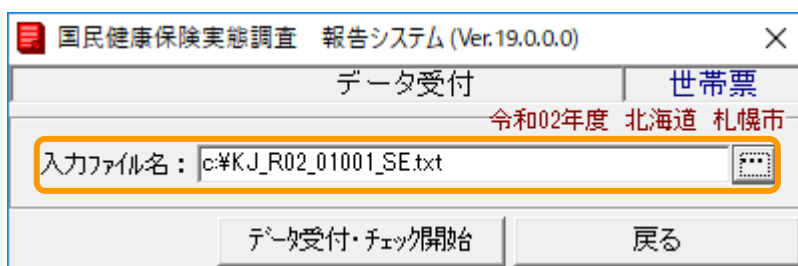 国民健康保険実態調査 報告システム (Ver.19.0.0.0)
データ受付 世帯票
令和02年度 北海道 札幌市
入力ﾌｧｲﾙ名： c:¥KJ_R02_01001_SE.txt ...
ﾃﾞｰﾀ受付・ﾁｪｯｸ開始 戻る